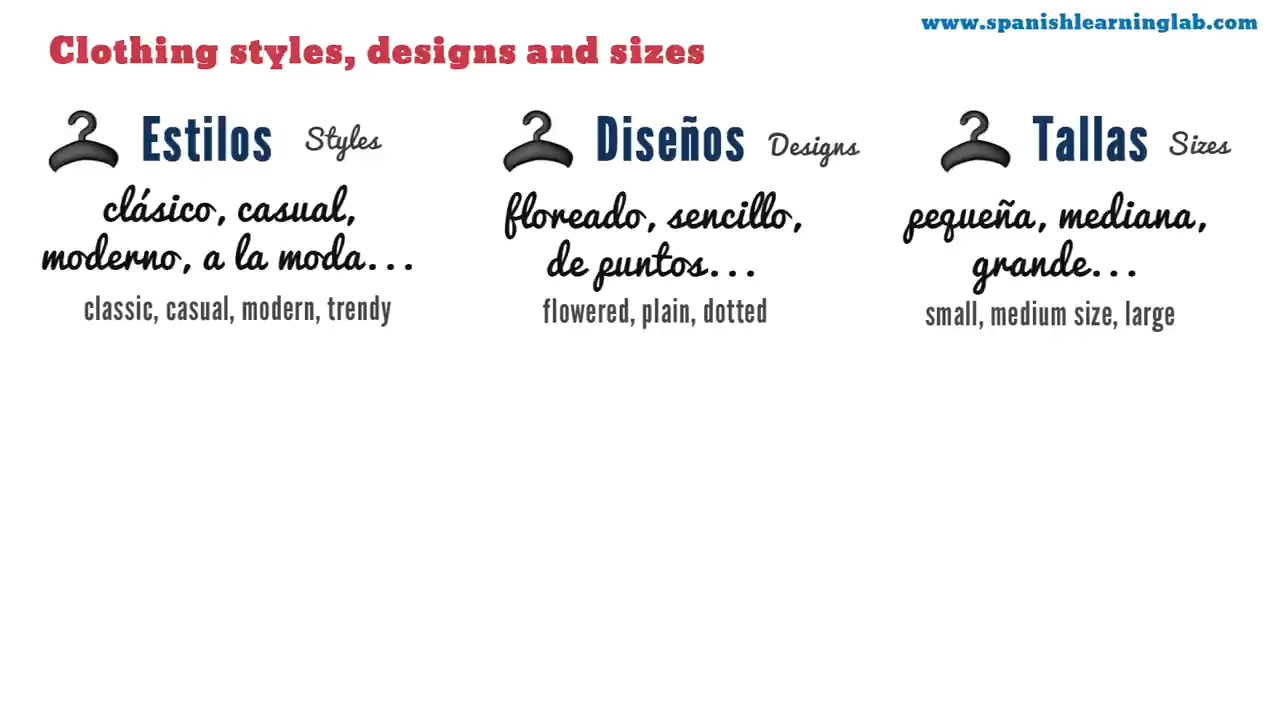 www.spanishlearninglab.com
Clothing styles, designs and sizes
Estilos Styles
clásico, casual,
moderno, a la moda...
classic, casual, modern, trendy
Diseños Designs
floreado, sencillo,
de puntos...
flowered, plain, dotted
Tallas Sizes
pequeña, mediana,
grande...
small, medium size, large